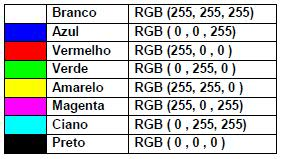 Branco RGB (255, 255, 255)
Azul RGB ( 0 , 0 , 255)
Vermelho RGB (255, 0 , 0 )
Verde RGB ( 0 , 255, 0 )
Amarelo RGB (255, 255, 0 )
Magenta RGB (255, 0 , 255)
Ciano RGB ( 0 , 255, 255)
Preto RGB ( 0 , 0 , 0 )